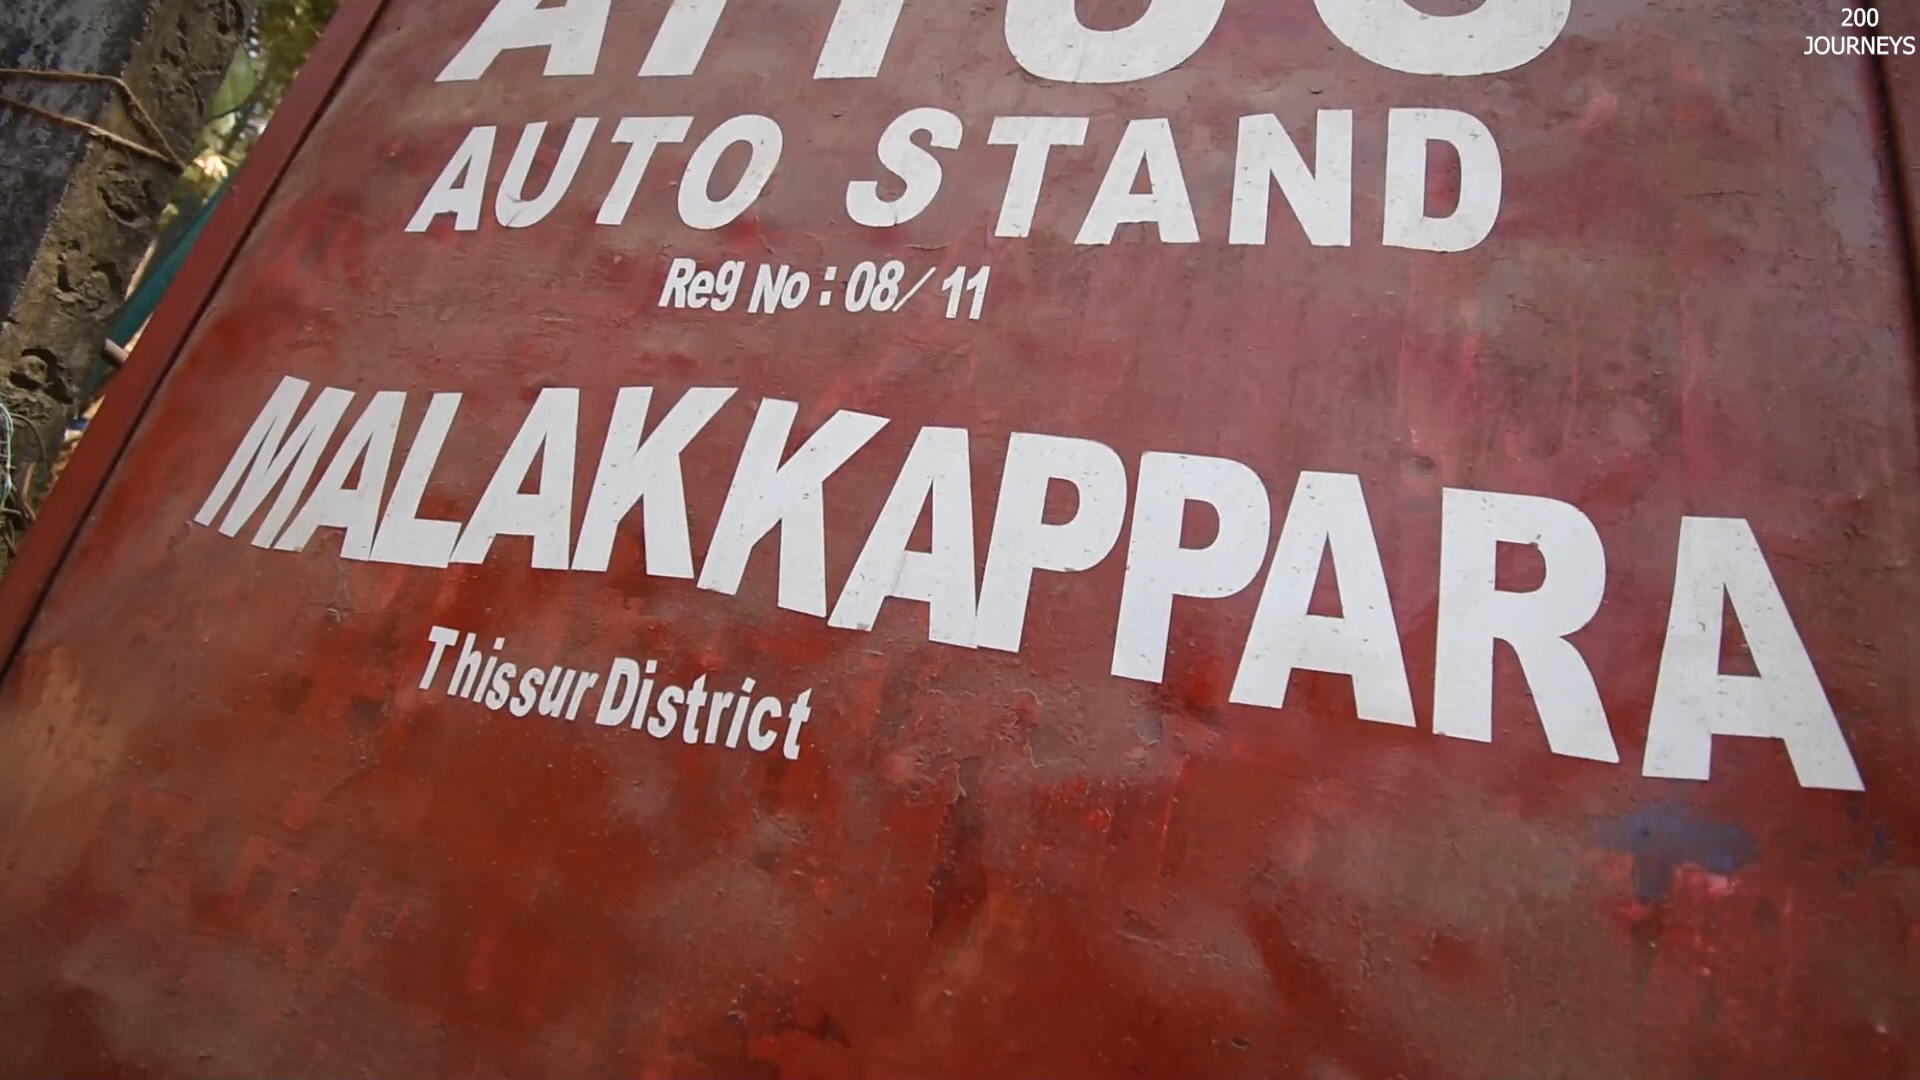 200
JOURNEYS
AUTO STAND
Reg No : 08/11
MALAKKAPPARA
Thissur District